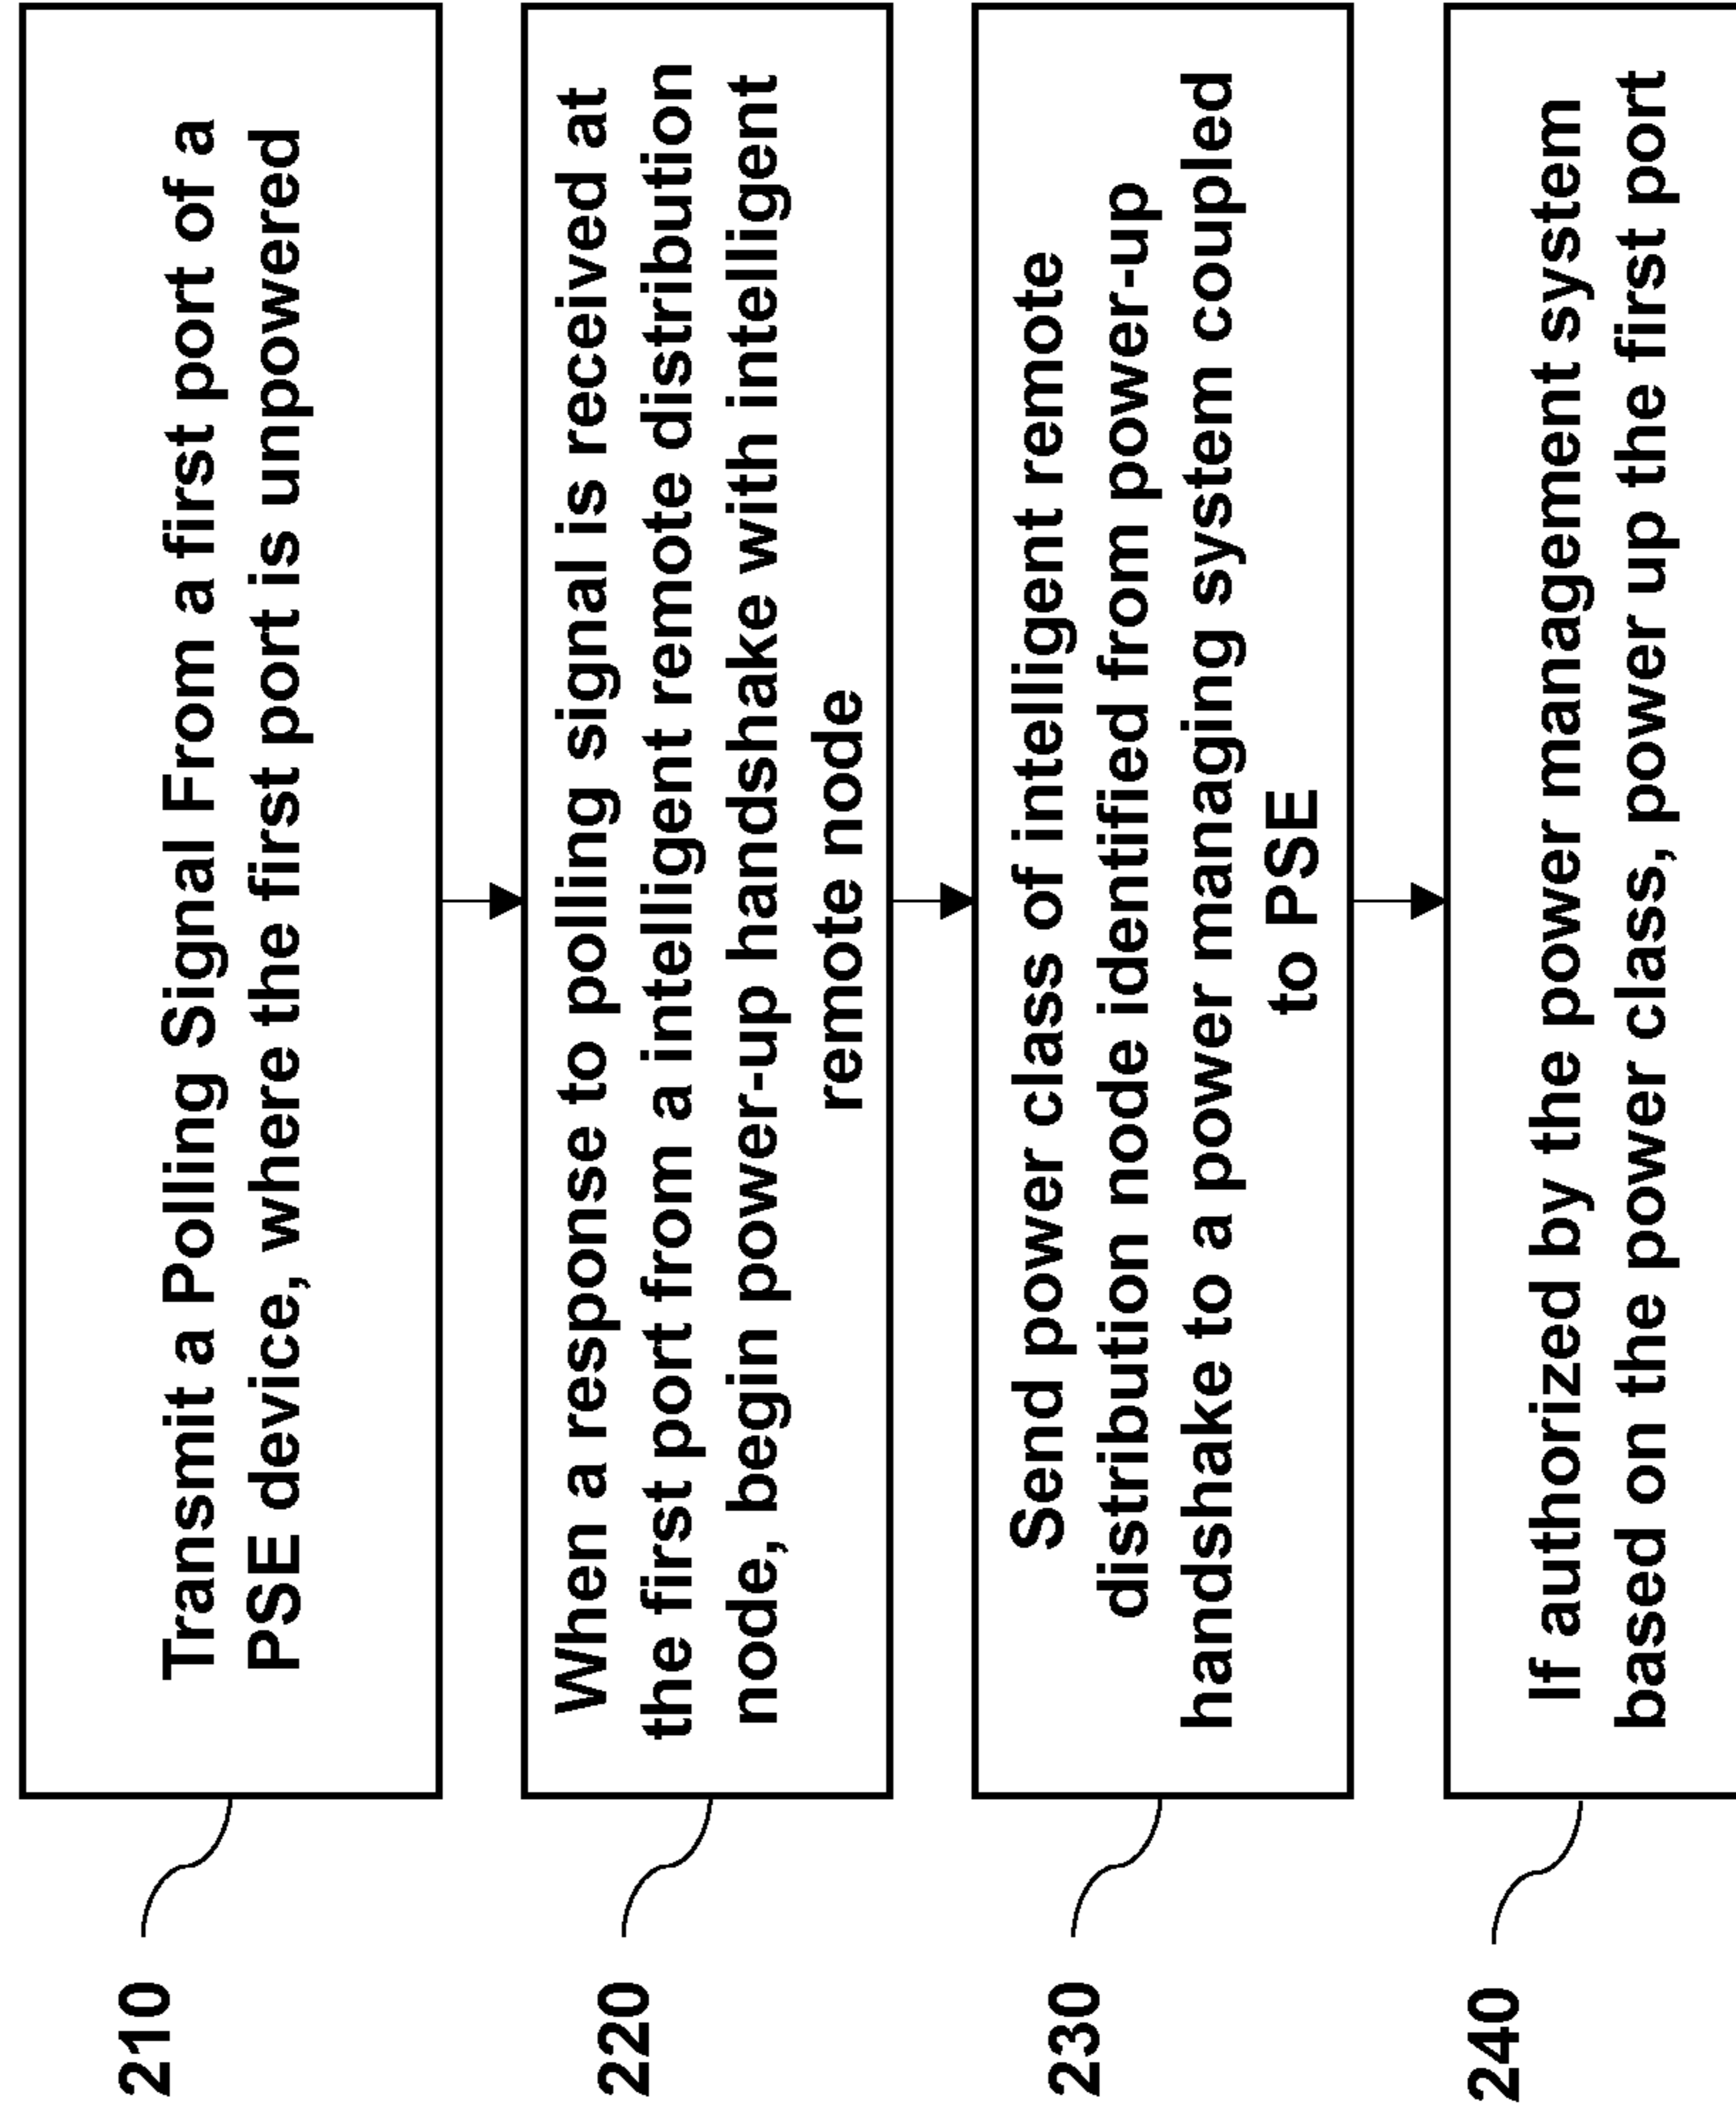 210
Transmit a Polling Signal From a first port of a
PSE device, where the first port is unpowered
220
When a response to polling signal is received at
the first port from a intelligent remote distribution
node, begin power-up handshake with intelligent
remote node
230
Send power class of intelligent remote
distribution node identified from power-up
handshake to a power managing system coupled
to PSE
240
If authorized by the power management system
based on the power class, power up the first port